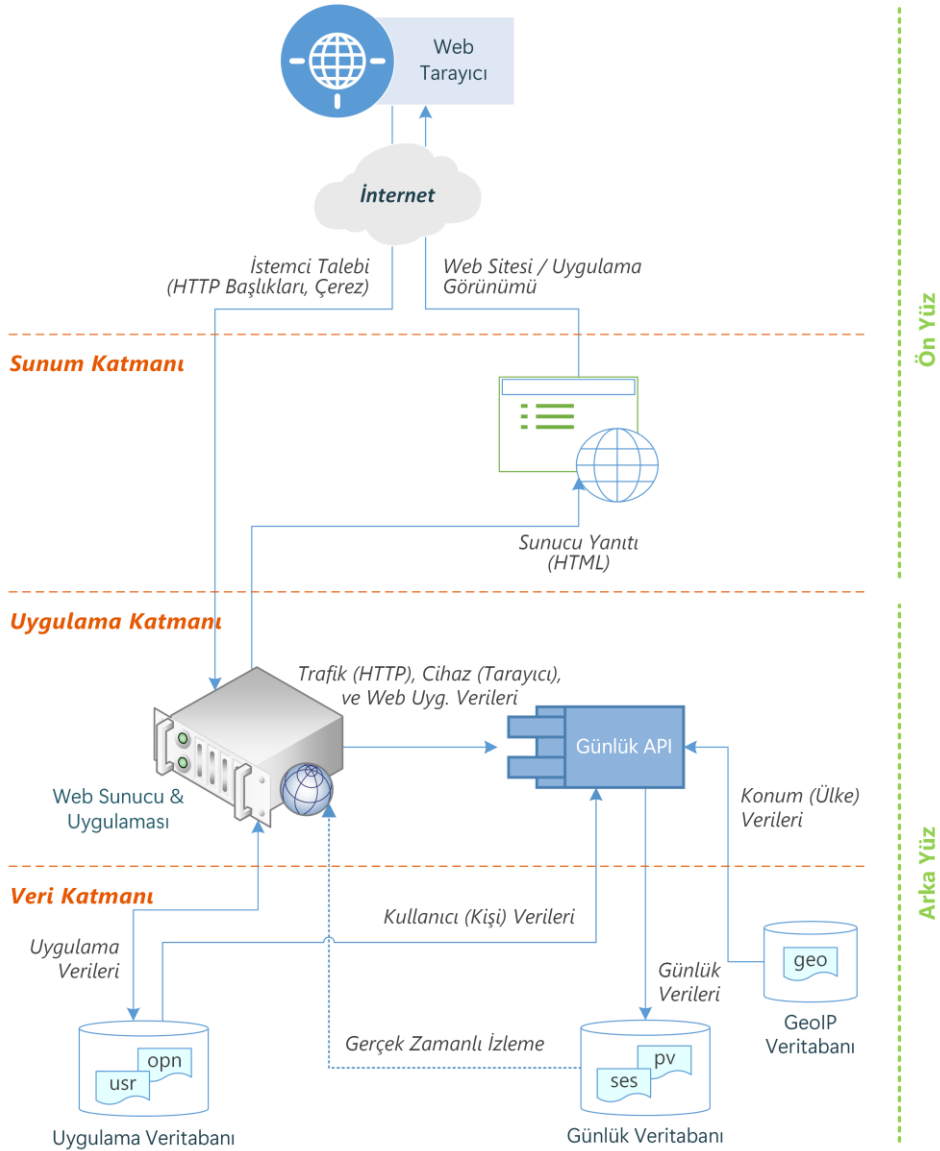 Web
Tarayıcı
İnternet
İstemci Talebi
(HTTP Başlıkları, Çerez)
Web Sitesi / Uygulama
Görünümü
Ön Yüz
Sunum Katmanı
Sunucu Yanıtı
(HTML)
Uygulama Katmanı
Trafik (HTTP), Cihaz (Tarayıcı),
ve Web Uyg. Verileri
Günlük API
Web Sunucu &
Uygulaması
Konum (Ülke)
Verileri
Arka Yüz
Veri Katmanı
Kullanıcı (Kişi) Verileri
Uygulama
Verileri
geo
Günlük
Verileri
GeoIP
Veritabanı
Gerçek Zamanlı İzleme
opn
usr
pv
ses
Uygulama Veritabanı
Günlük Veritabanı